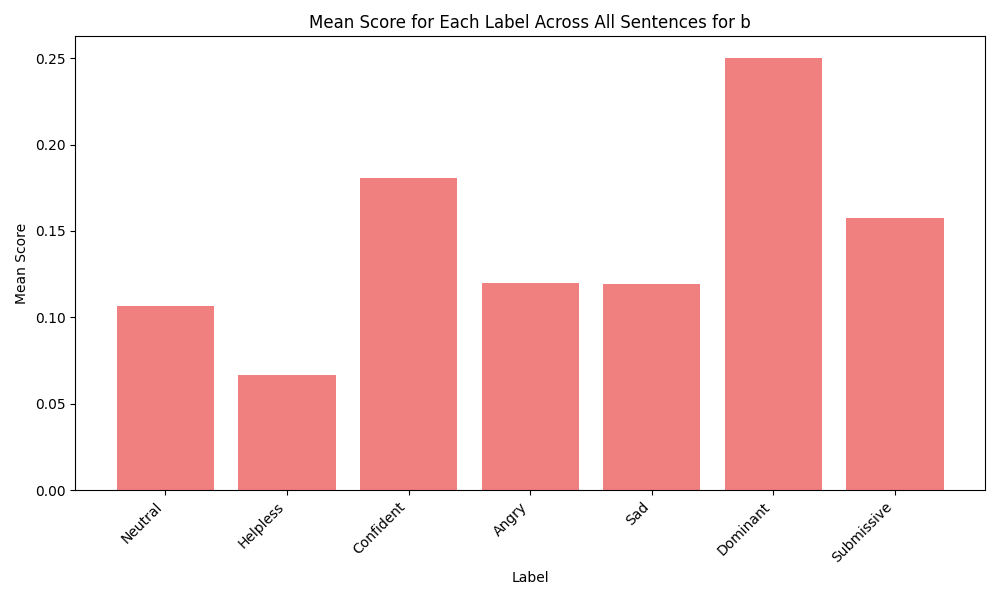 Mean Score for Each Label Across All Sentences for b
Mean Score
0.25
0.20
0.15
0.10
0.05
0.00
Neutral
Helpless
Confident
Angry
Sad
Dominant
Submissive
Label